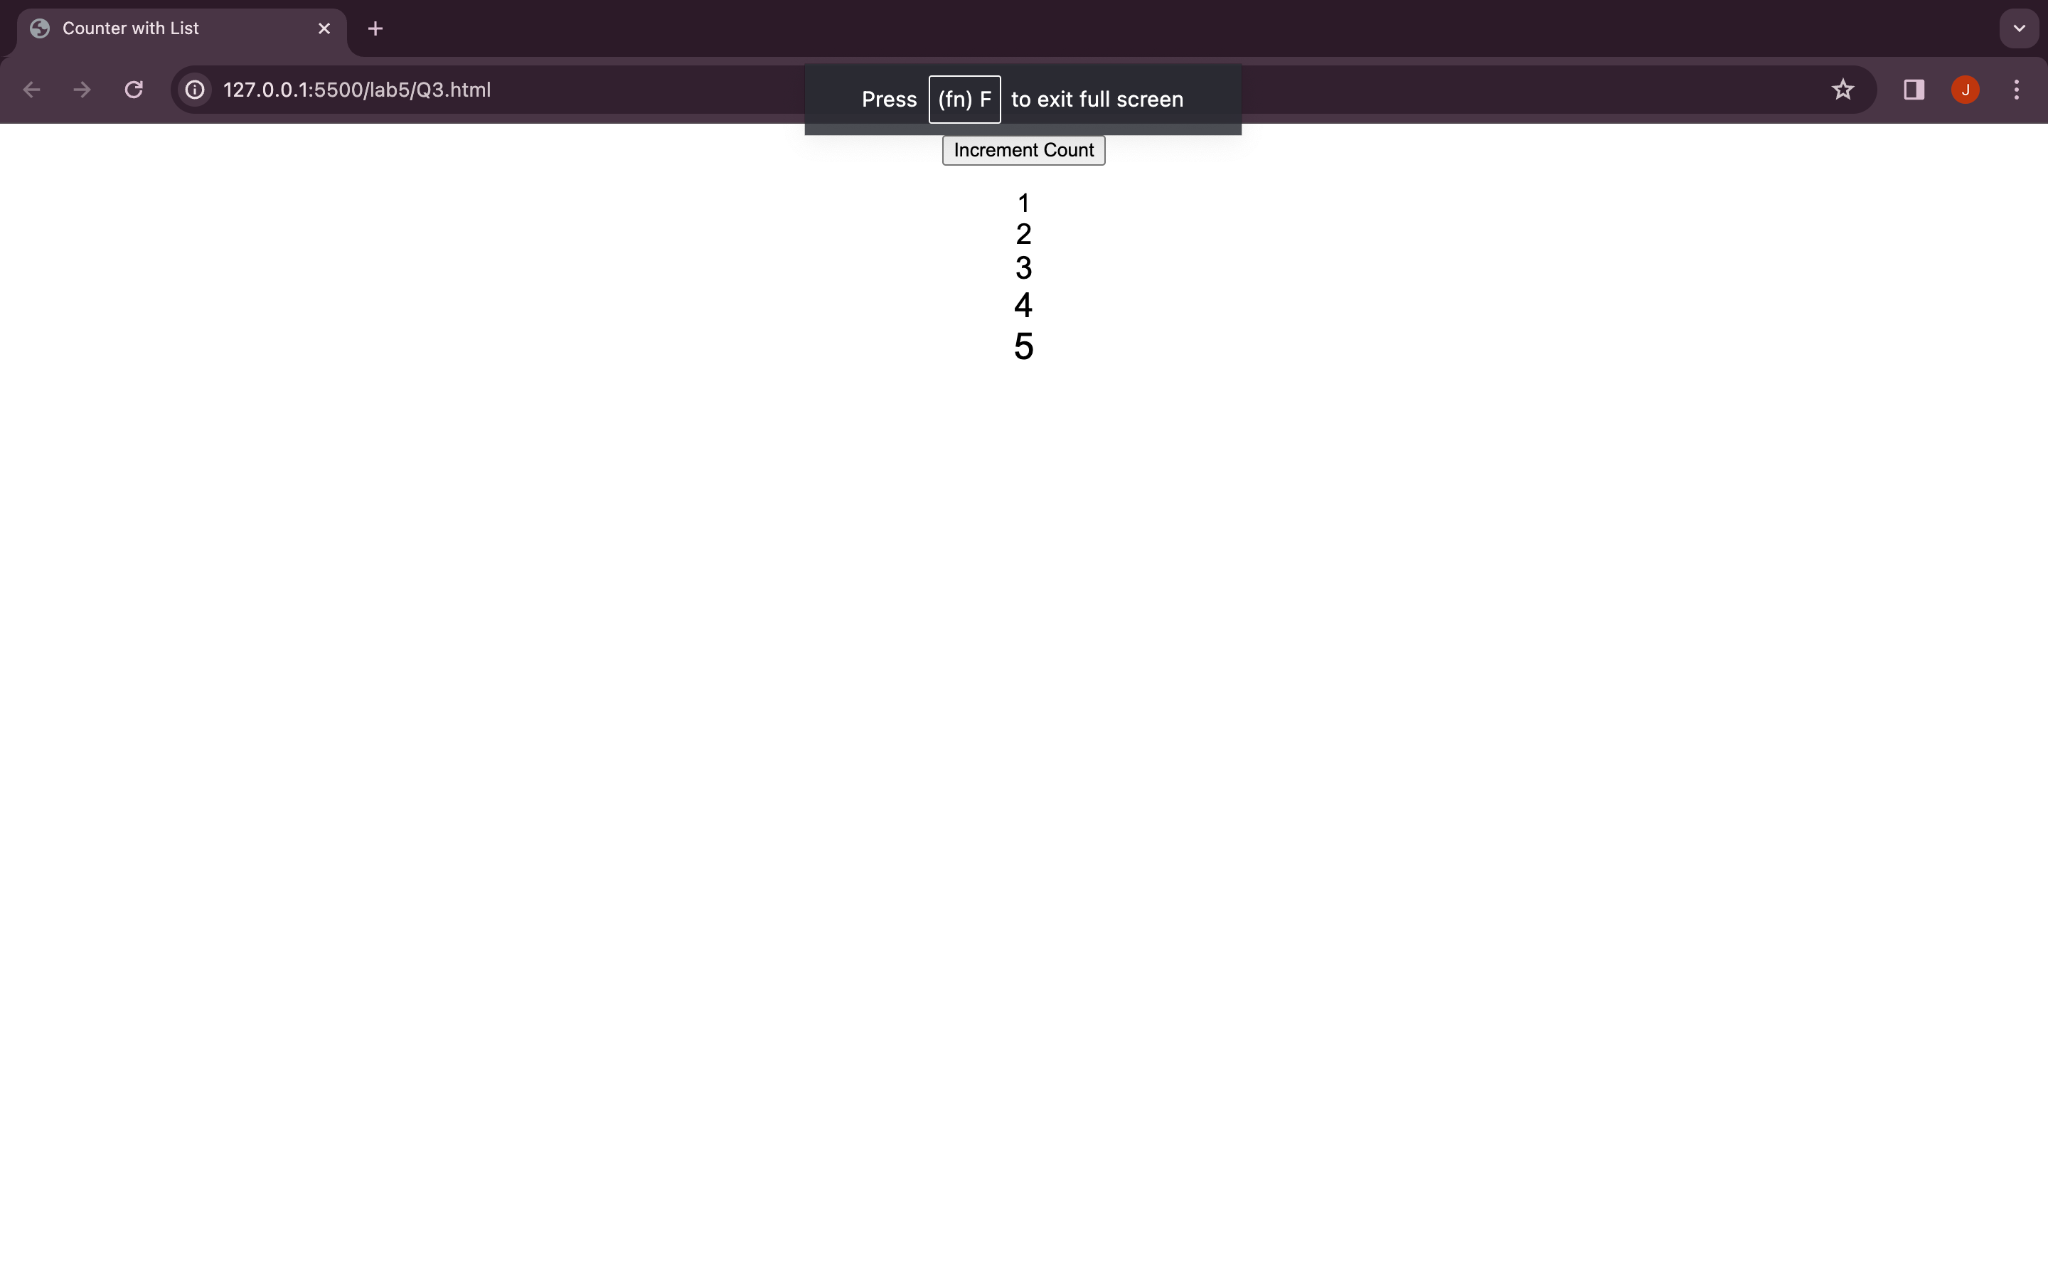 Counter with List
127.0.0.1:5500/lab5/Q3.html
J
Press (fn) F to exit full screen
Increment Count
1
2
3
4
5